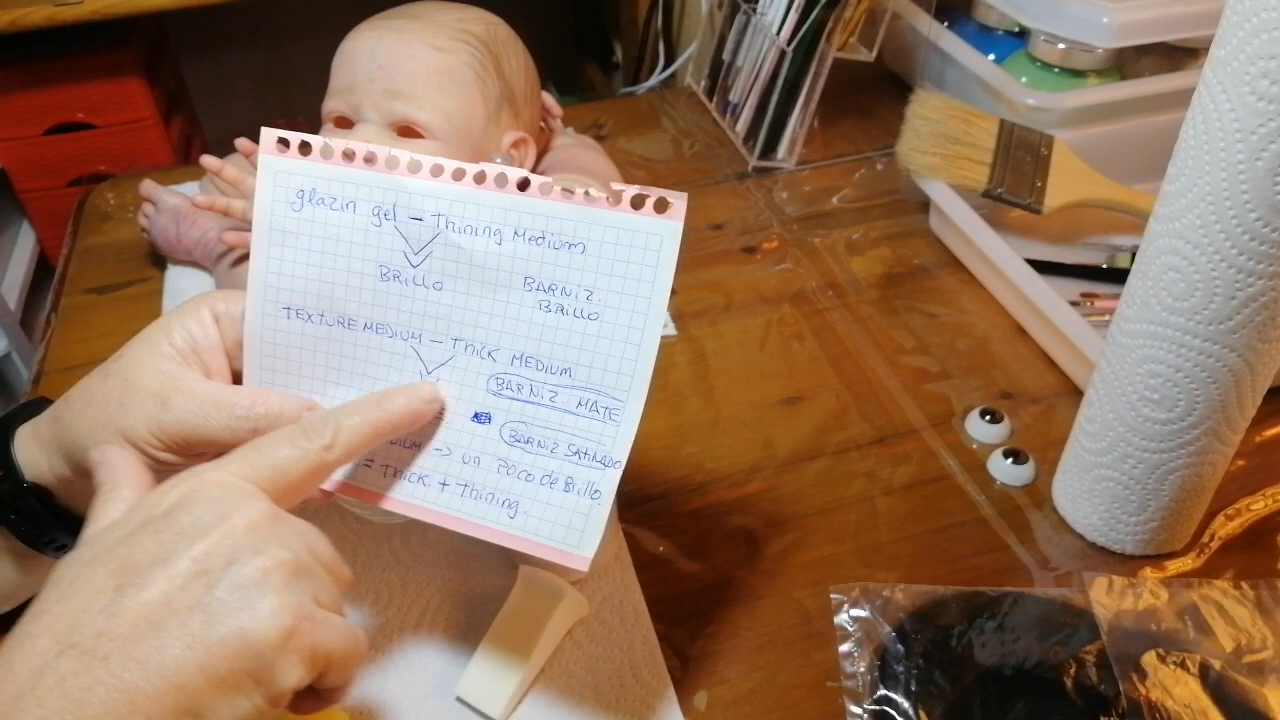 glazin gel - Thining Medium
BRILLO
BARNIZ.
BRILLO
TEXTURE MEDIUM - THICK MEDIUM
BARNIZ. MATE
BARNIZ SATINADO
-> un poco de Brillo.
= Thick + Thining.